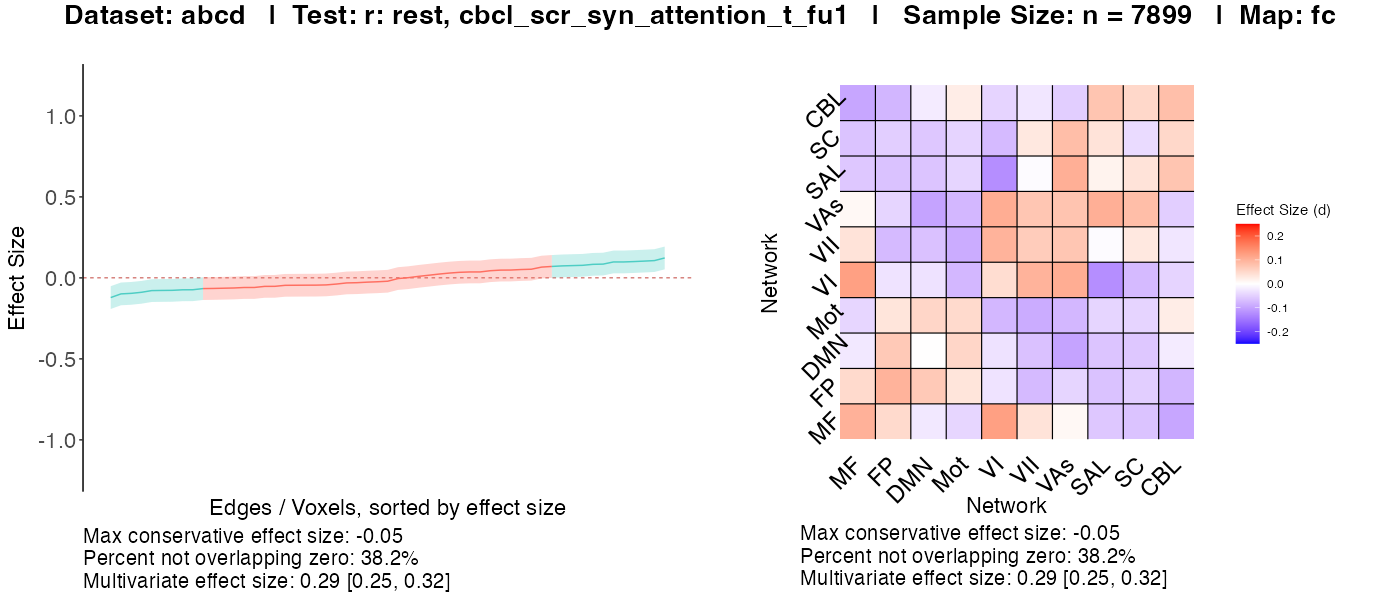 Dataset: abcd | Test: r: rest, cbcl_scr_syn_attention_t_fu1 | Sample Size: n = 7899 | Map: fc
Effect Size
1.0
0.5
0.0
-0.5
-1.0
Edges / Voxels, sorted by effect size
Max conservative effect size: -0.05
Percent not overlapping zero: 38.2%
Multivariate effect size: 0.29 [0.25, 0.32]
Network
CBL
SC
SAL
VAs
VII
VI
Mot
DMN
FP
MF
MF FP DMN Mot VI VII VAs SAL SC CBL
Network
Effect Size (d)
0.2
0.1
0.0
-0.1
-0.2
Max conservative effect size: -0.05
Percent not overlapping zero: 38.2%
Multivariate effect size: 0.29 [0.25, 0.32]